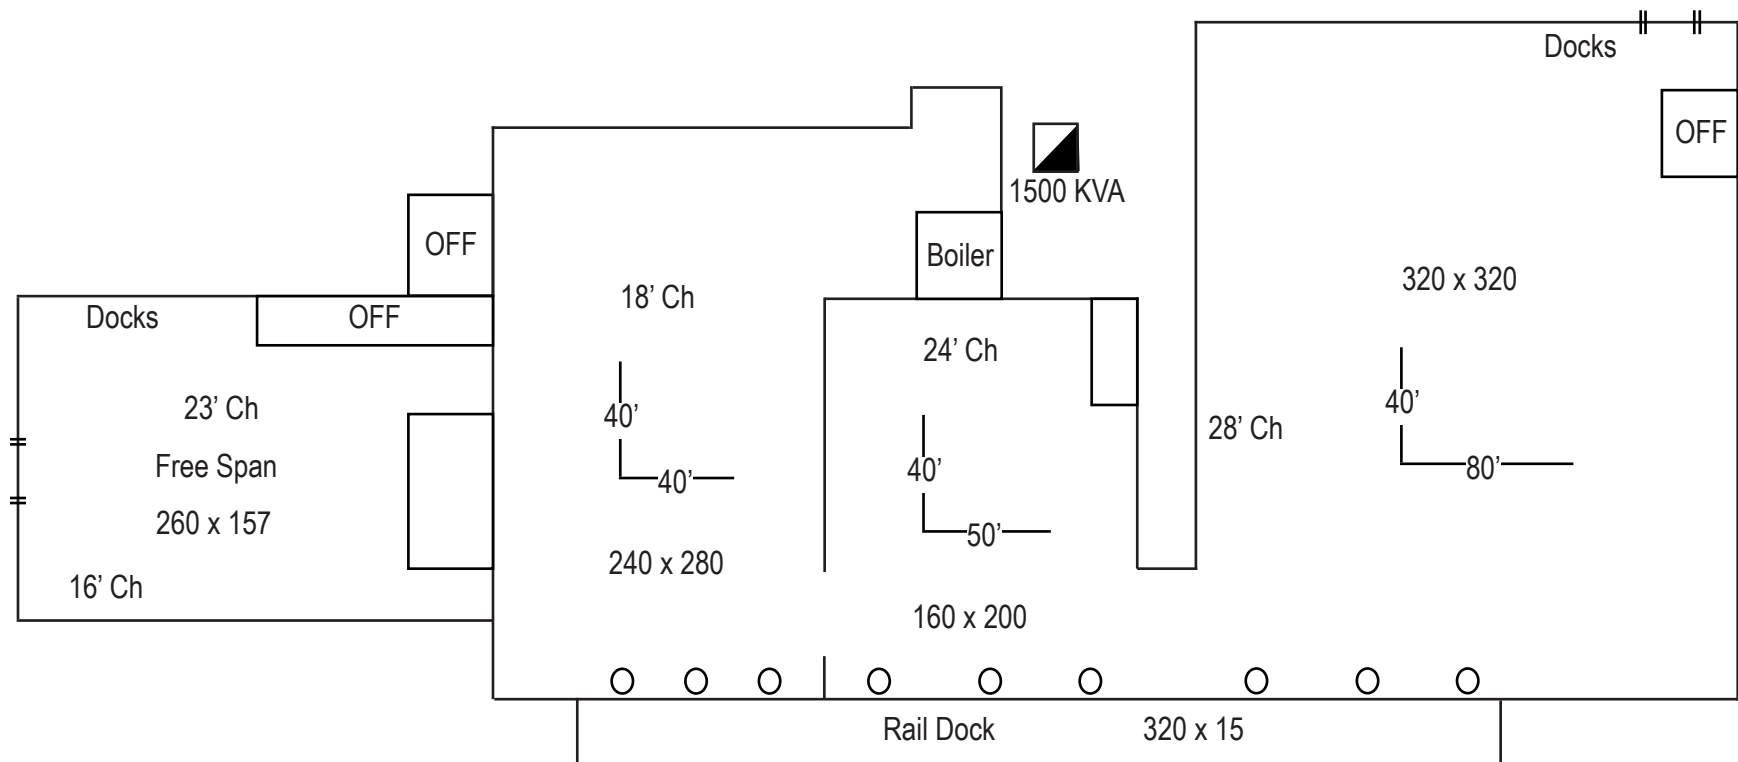 Docks
OFF
1500 KVA
OFF
Boiler
320 x 320
18’ Ch
Docks
OFF
24’ Ch
23’ Ch
40’
40’
28’ Ch
40’
Free Span
40’
40’
80’
260 x 157
50’
240 x 280
16’ Ch
160 x 200
Rail Dock
320 x 15